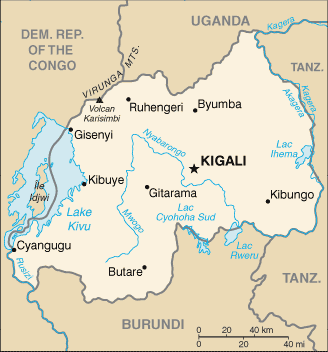 DEM. REP.
OF THE
CONGO
UGANDA
Kagera
TANZ.
VIRUNGA MTS.
Volcan
Karisimbi
Ruhengeri
Byumba
Kagera
Akagera
Gisenyi
Nyabarongo
KIGALI
Lac
Ihema
Île
Idjwi
Kibuye
Gitarama
Kibungo
Lake
Kivu
Mwogo
Lac
Cyohoha Sud
Cyangugu
Rusizi
Lac
Rweru
Butare
TANZ.
BURUNDI
0 20 40 km
0 20 40 mi